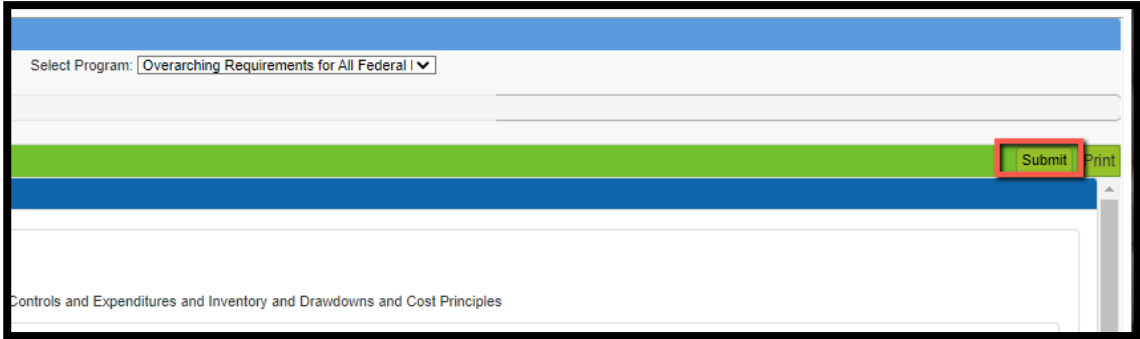 Select Program: Overarching Requirements for All Federal
Submit Print
Controls and Expenditures and Inventory and Drawdowns and Cost Principles